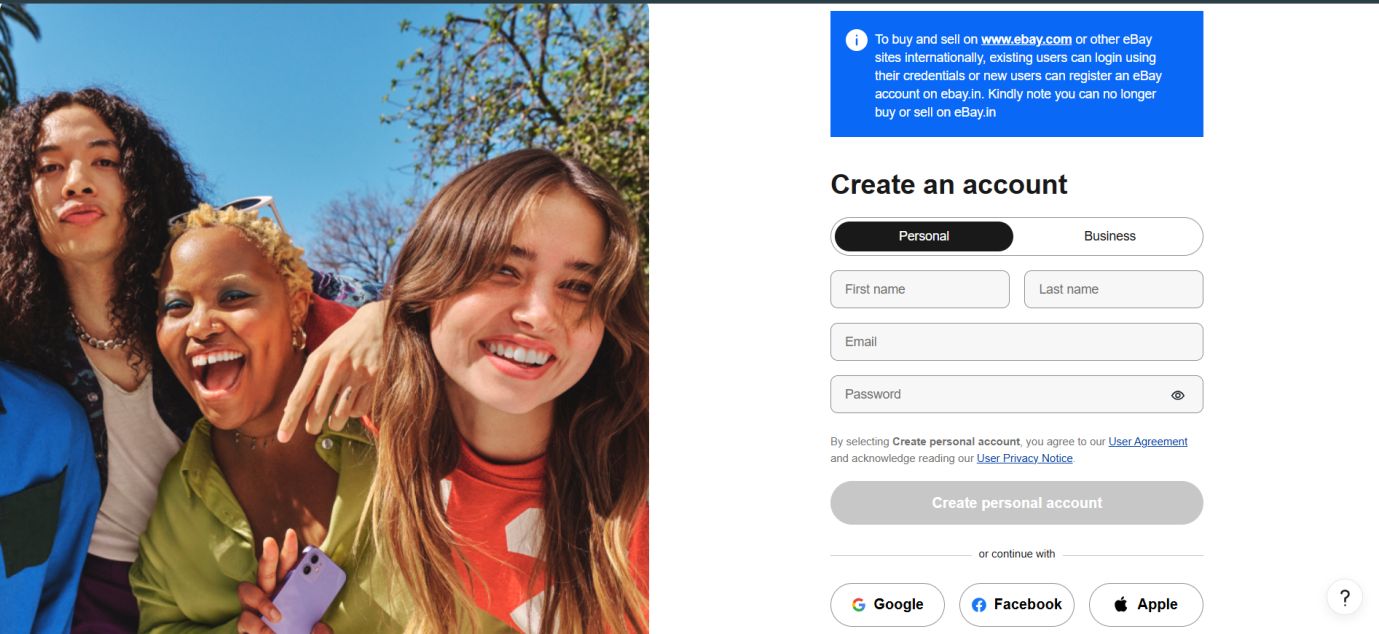 To buy and sell on www.ebay.com or other eBay
sites internationally, existing users can login using
their credentials or new users can register an eBay
account on ebay.in. Kindly note you can no longer
buy or sell on eBay.in
Create an account
Personal
Business
First name
Last name
Email
Password
By selecting Create personal account, you agree to our User Agreement
and acknowledge reading our User Privacy Notice.
Create personal account
or continue with
Google
Facebook
Apple
?